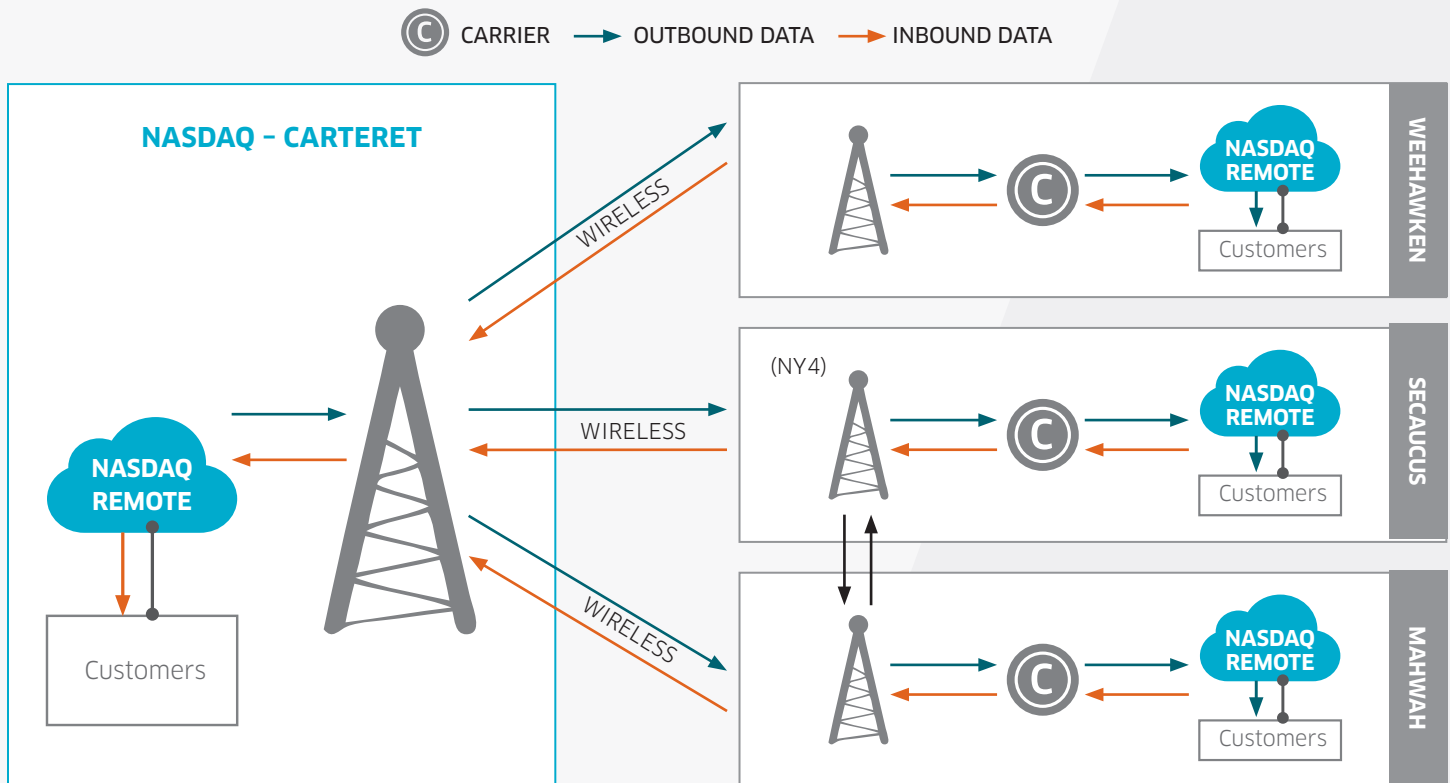 C CARRIER OUTBOUND DATA INBOUND DATA
NASDAQ – CARTERET
NASDAQ
REMOTE
Customers
WIRELESS
WIRELESS
WIRELESS
C
NASDAQ
REMOTE
Customers
WEEHAWKEN
(NY4)
C
NASDAQ
REMOTE
Customers
SECAUCUS
C
NASDAQ
REMOTE
Customers
MAHWAH